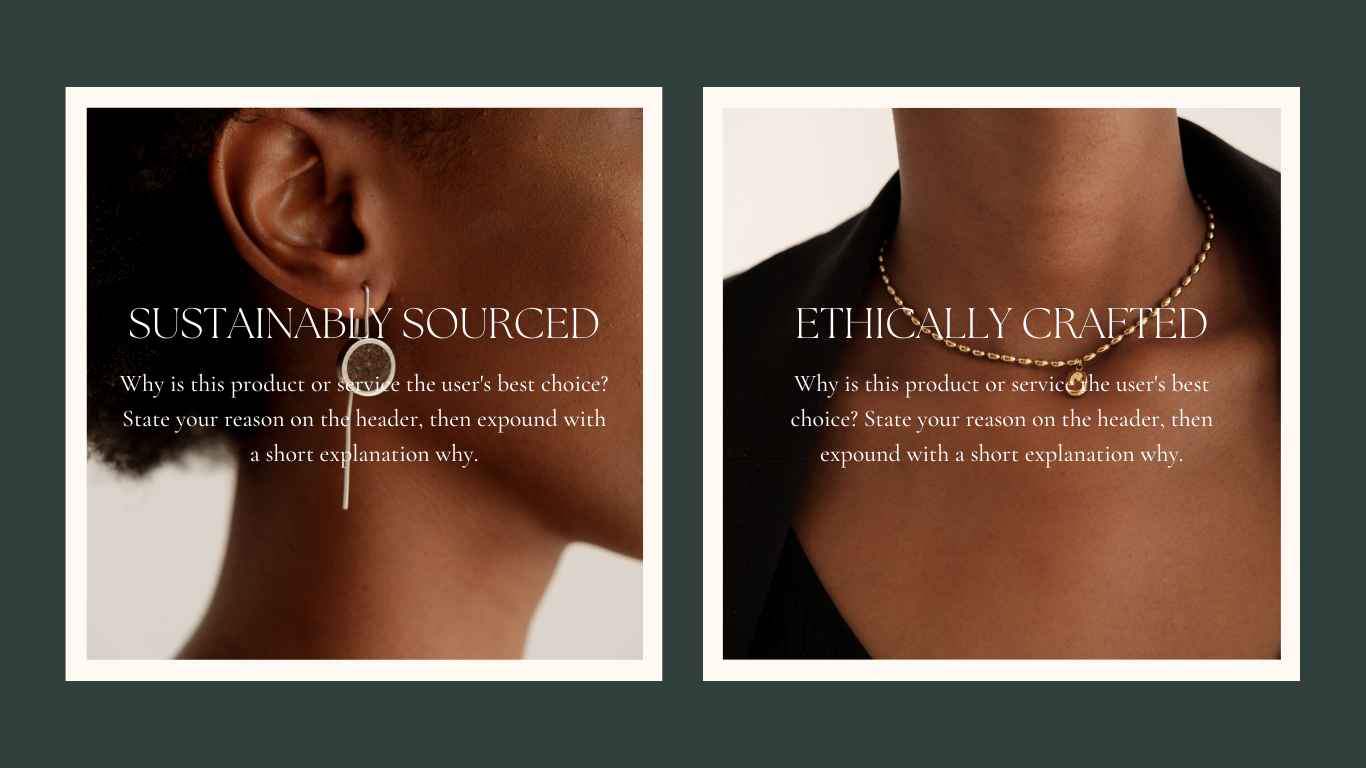 SUSTAINABLY SOURCED
Why is this product or service the user's best choice?
State your reason on the header, then expound with
a short explanation why.
ETHICALLY CRAFTED
Why is this product or service the user's best
choice? State your reason on the header, then
expound with a short explanation why.